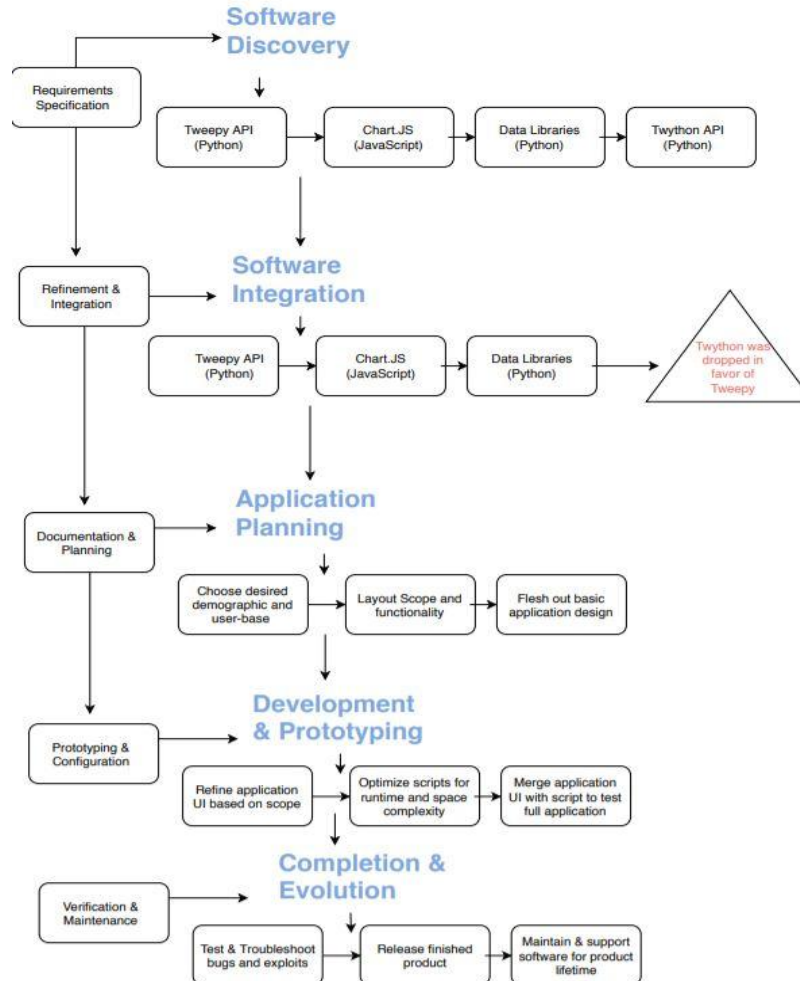 Software
Discovery
Requirements
Specification
Tweepy API
(Python)
Chart.JS
(JavaScript)
Data Libraries
(Python)
Twython API
(Python)
Software
Integration
Refinement &
Integration
Tweepy API
(Python)
Chart.JS
(JavaScript)
Data Libraries
(Python)
Twython was
dropped in
favor of
Tweepy
Application
Planning
Documentation &
Planning
Choose desired
demographic and
user-base
Layout Scope and
functionality
Flesh out basic
application design
Development
& Prototyping
Prototyping &
Configuration
Refine application
UI based on scope
Optimize scripts for
runtime and space
complexity
Merge application
UI with script to test
full application
Completion &
Evolution
Verification &
Maintenance
Test & Troubleshoot
bugs and exploits
Release finished
product
Maintain & support
software for product
lifetime